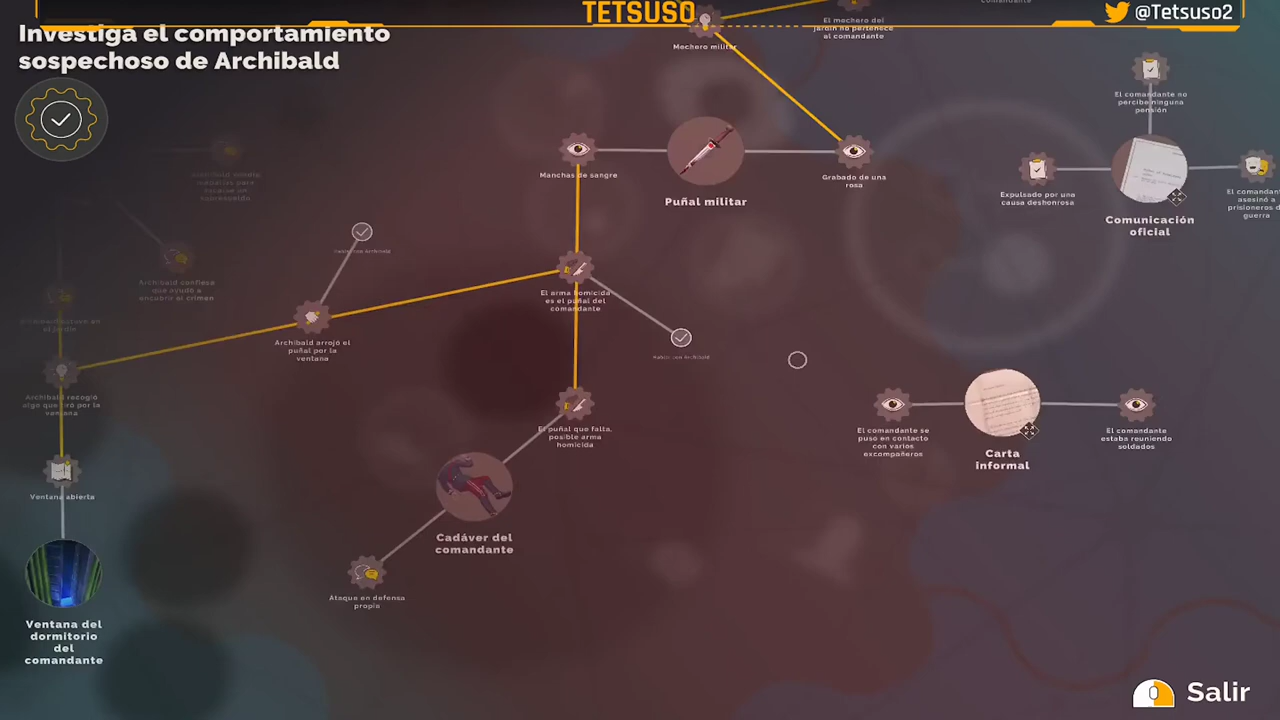 TETSUSO
@Tetsuso2
Investiga el comportamiento
sospechoso de Archibald
Mechero militar
El mechero del
jardín no pertenece
al comandante
El comandante no
percibe ninguna
pensión
Manchas de sangre
Puñal militar
Grabado de una
rosa
Expulsado por una
causa deshonrosa
Comunicación
oficial
El comandante
asesinó a
prisioneros de
guerra
Archibald confiesa
que ayudó a
encubrir el crimen
El arma homicida
es el puñal del
comandante
Archibald arrojó el
puñal por la
ventana
Archibald recogió
algo que tiró por la
ventana
El puñal que falta,
posible arma
homicida
El comandante se
puso en contacto
con varios
excompañeros
Carta
informal
El comandante
estaba reuniendo
soldados
Ventana abierta
Cadáver del
comandante
Ataque en defensa
propia
Ventana del
dormitorio
del
comandante
Salir